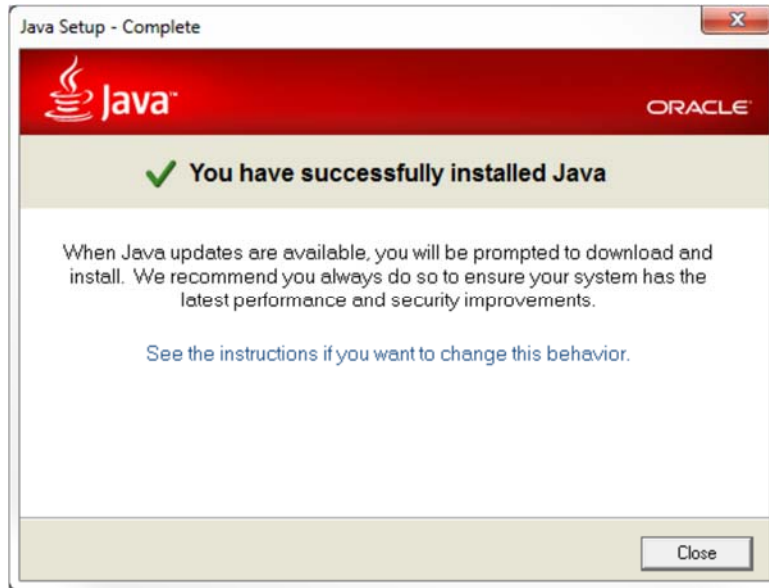 Java Setup - Complete
Java™
ORACLE
You have successfully installed Java
When Java updates are available, you will be prompted to download and
install. We recommend you always do so to ensure your system has the
latest performance and security improvements.
See the instructions if you want to change this behavior.
Close